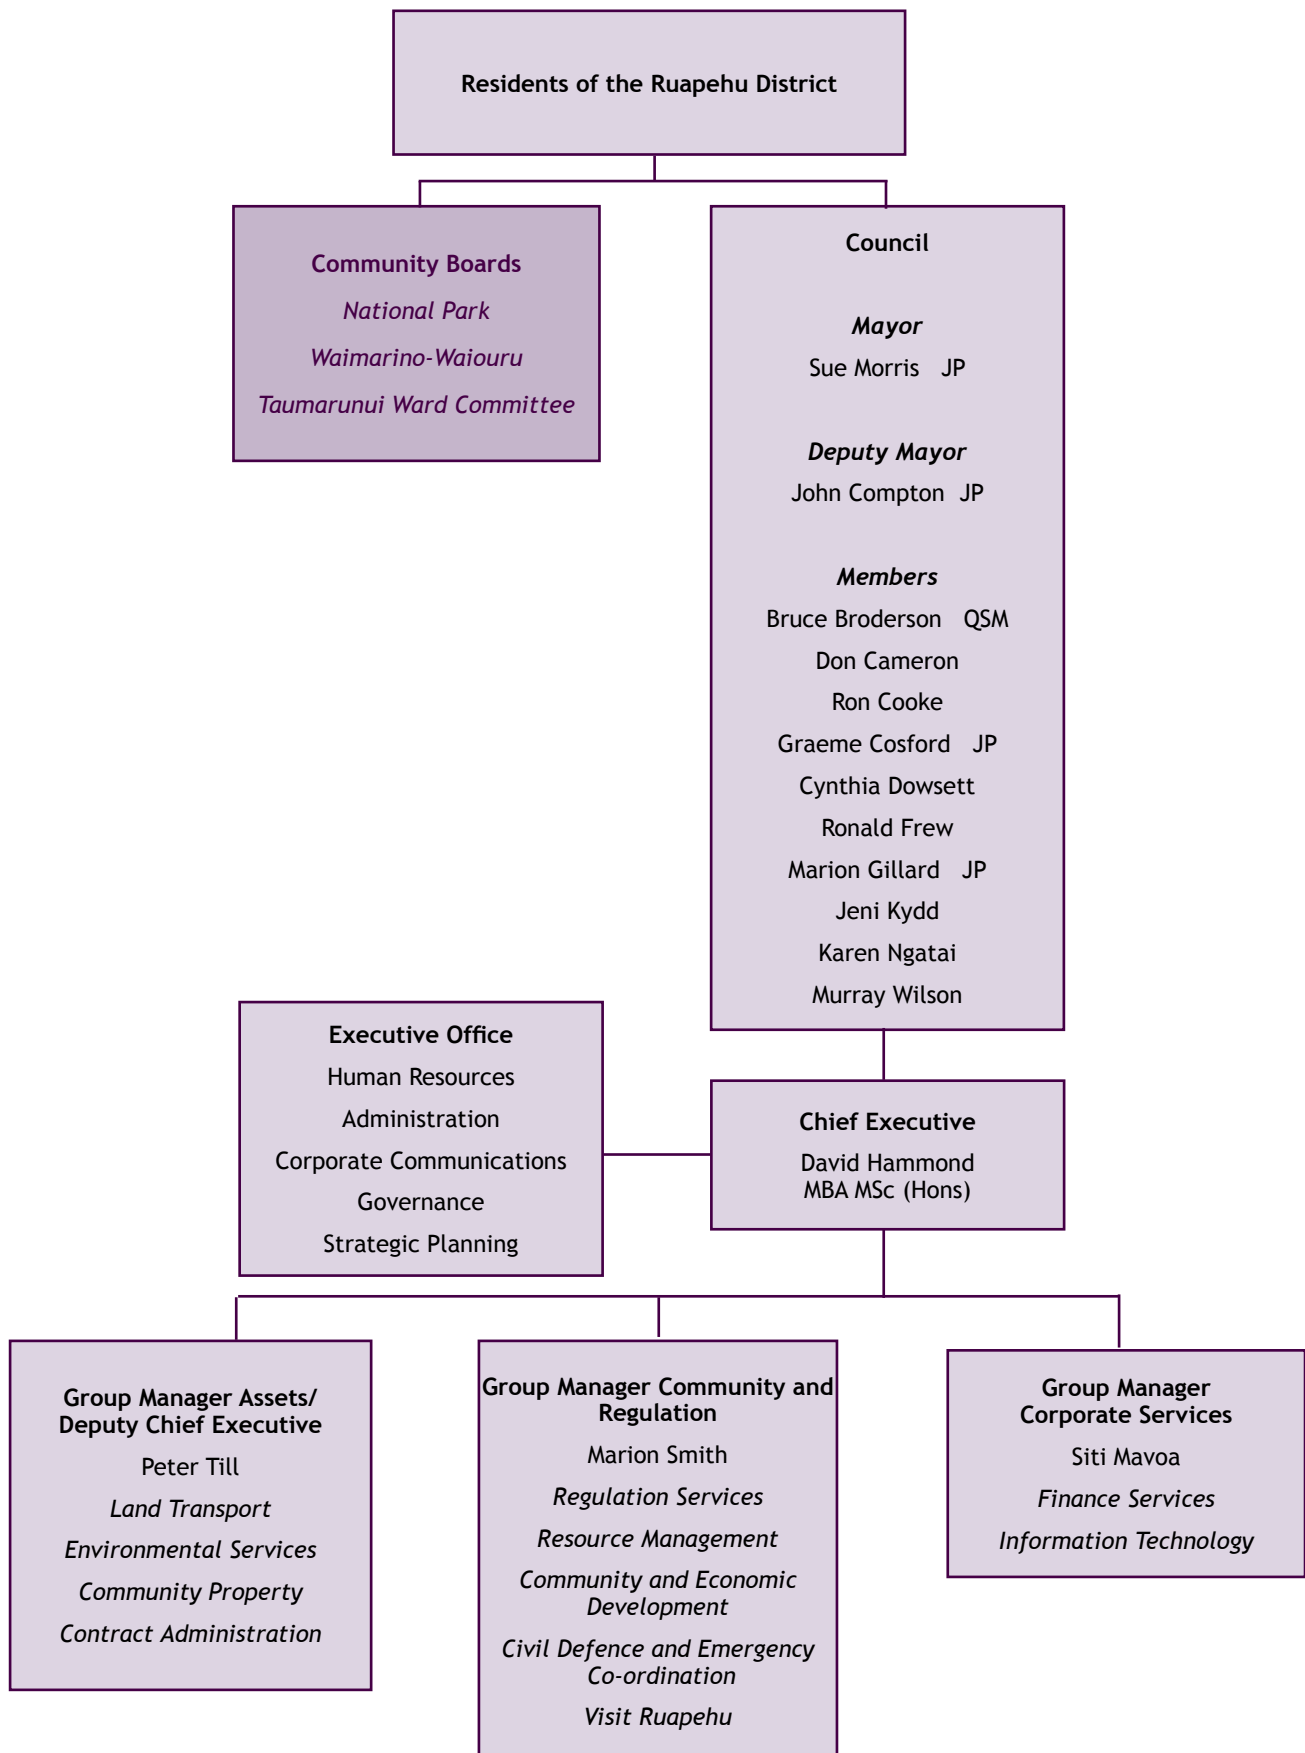 Residents of the Ruapehu District
Community Boards
National Park
Waimarino-Waiouru
Taumarunui Ward Committee
Council
Mayor
Sue Morris JP
Deputy Mayor
John Compton JP
Members
Bruce Broderson QSM
Don Cameron
Ron Cooke
Graeme Cosford JP
Cynthia Dowsett
Ronald Frew
Marion Gillard JP
Jeni Kydd
Karen Ngatai
Murray Wilson
Executive Office
Human Resources
Administration
Corporate Communications
Governance
Strategic Planning
Chief Executive
David Hammond
MBA MSc (Hons)
Group Manager Assets/
Deputy Chief Executive
Peter Till
Land Transport
Environmental Services
Community Property
Contract Administration
Group Manager Community and
Regulation
Marion Smith
Regulation Services
Resource Management
Community and Economic
Development
Civil Defence and Emergency
Co-ordination
Visit Ruapehu
Group Manager
Corporate Services
Siti Mavoa
Finance Services
Information Technology